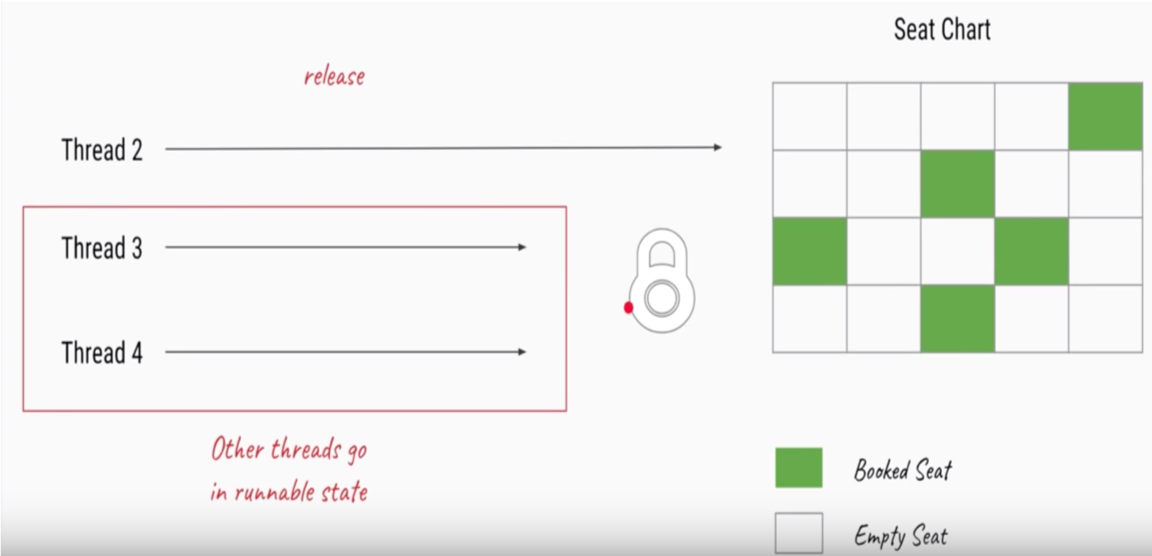 Seat Chart
release
Thread 2
Thread 3
Thread 4
Other threads go
in runnable state
Booked Seat
Empty Seat